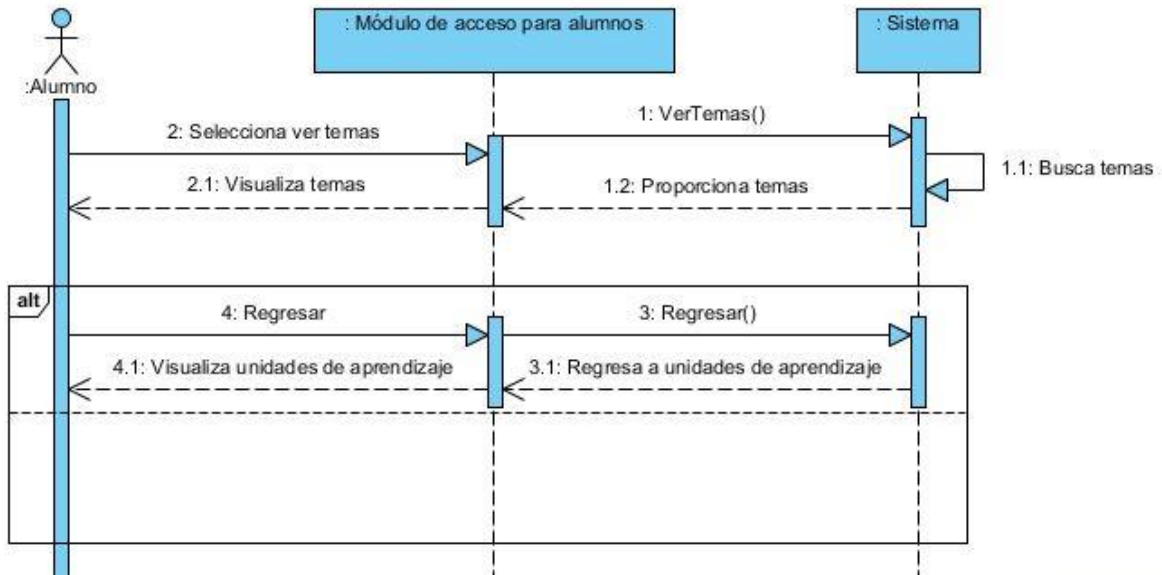 : Módulo de acceso para alumnos
: Sistema
:Alumno
1: VerTemas()
2: Selecciona ver temas
1.1: Busca temas
2.1: Visualiza temas
1.2: Proporciona temas
alt
4: Regresar
3: Regresar()
4.1: Visualiza unidades de aprendizaje
3.1: Regresa a unidades de aprendizaje